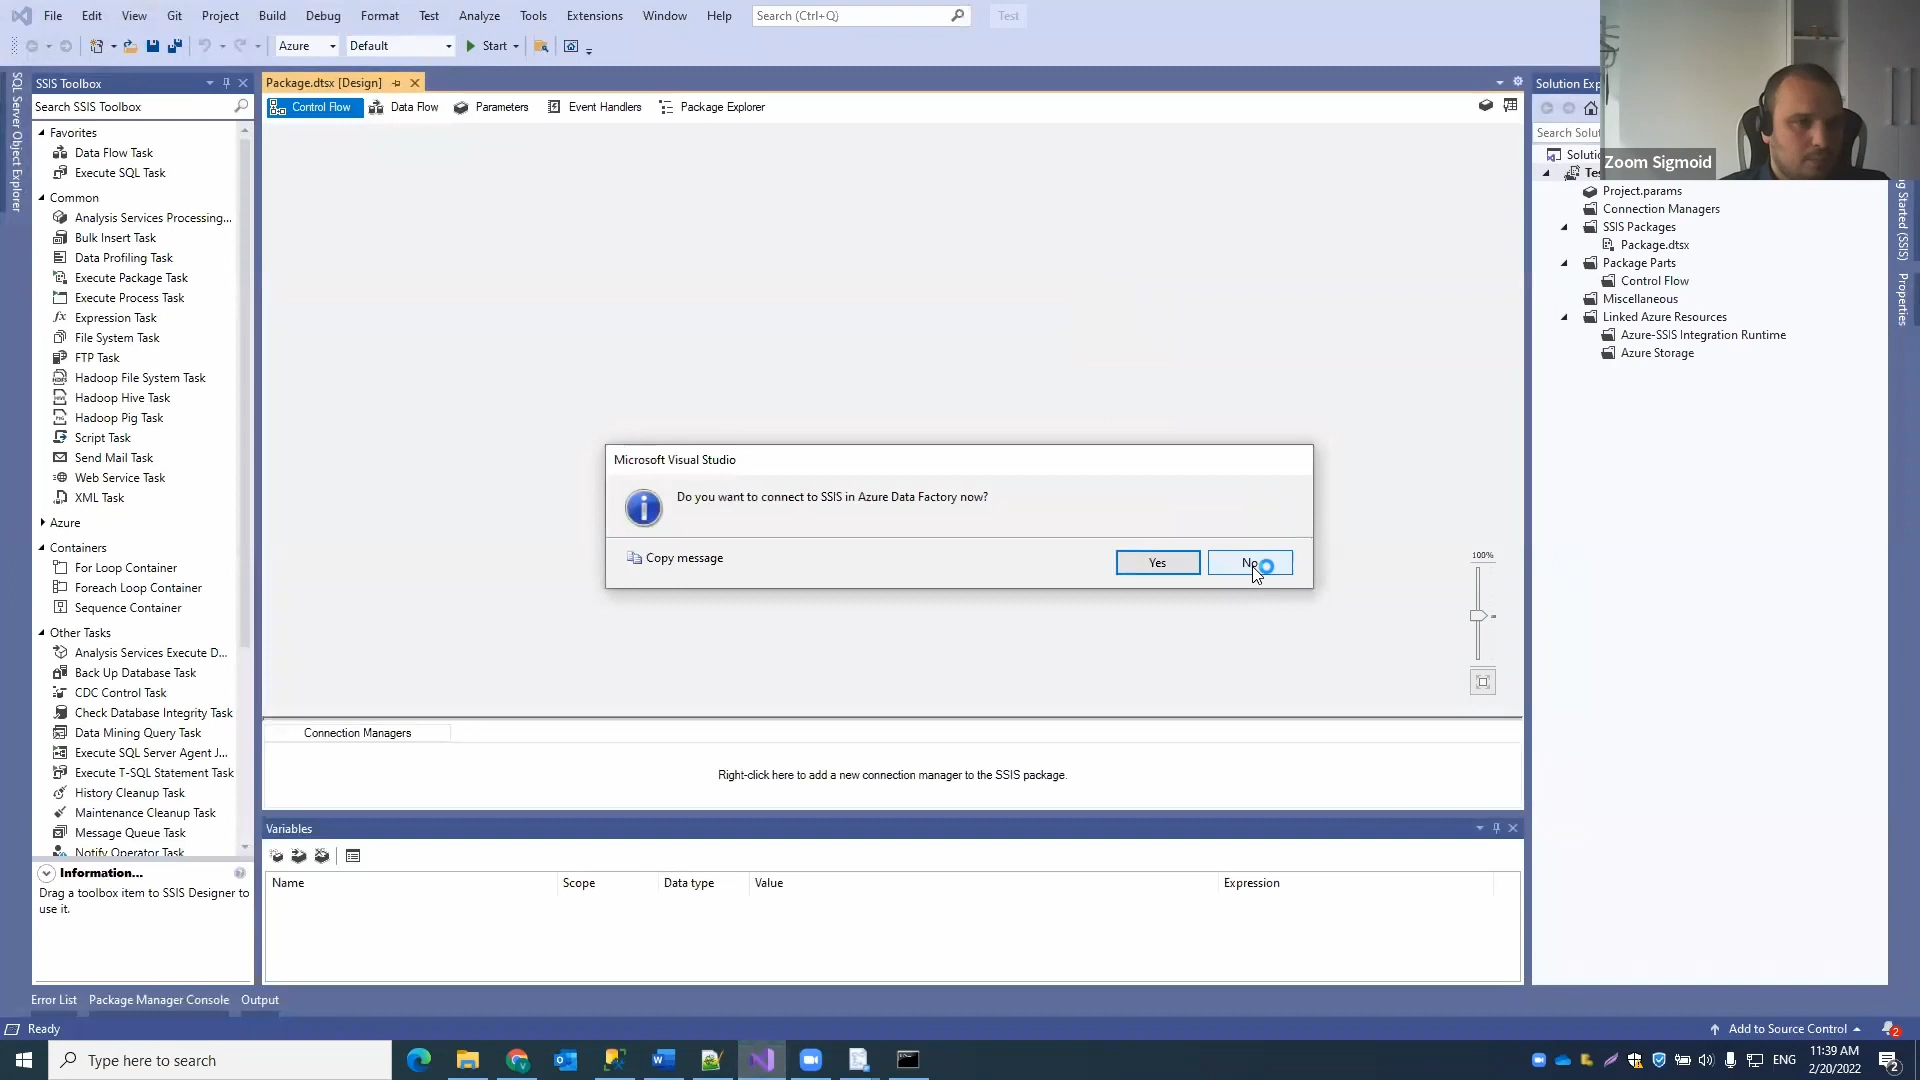 File Edit View Git Project Build Debug Format Test Analyze Tools Extensions Window Help Search (Ctrl+Q) Test
Azure Default Start
SQL Server Object Explorer
SSIS Toolbox
Search SSIS Toolbox
Favorites
Data Flow Task
Execute SQL Task
Common
Analysis Services Processing...
Bulk Insert Task
Data Profiling Task
Execute Package Task
Execute Process Task
Expression Task
File System Task
FTP Task
Hadoop File System Task
Hadoop Hive Task
Hadoop Pig Task
Script Task
Send Mail Task
Web Service Task
XML Task
Azure
Containers
For Loop Container
Foreach Loop Container
Sequence Container
Other Tasks
Analysis Services Execute D...
Back Up Database Task
CDC Control Task
Check Database Integrity Task
Data Mining Query Task
Execute SQL Server Agent J...
Execute T-SQL Statement Task
History Cleanup Task
Maintenance Cleanup Task
Message Queue Task
Notify Operator Task
Information...
Drag a toolbox item to SSIS Designer to
use it.
Package.dtsx [Design]
Control Flow Data Flow Parameters Event Handlers Package Explorer
Microsoft Visual Studio
Do you want to connect to SSIS in Azure Data Factory now?
Copy message Yes No
100%
Connection Managers
Right-click here to add a new connection manager to the SSIS package.
Variables
Name Scope Data type Value Expression
Solution Exp
Search Solu
Zoom Sigmoid
Solutio
Tes
Project.params
Connection Managers
SSIS Packages
Package.dtsx
Package Parts
Control Flow
Miscellaneous
Linked Azure Resources
Azure-SSIS Integration Runtime
Azure Storage
g Started (SSIS)
Properties
Error List Package Manager Console Output
Ready Add to Source Control 2
Type here to search
ENG
11:39 AM
2/20/2022
2